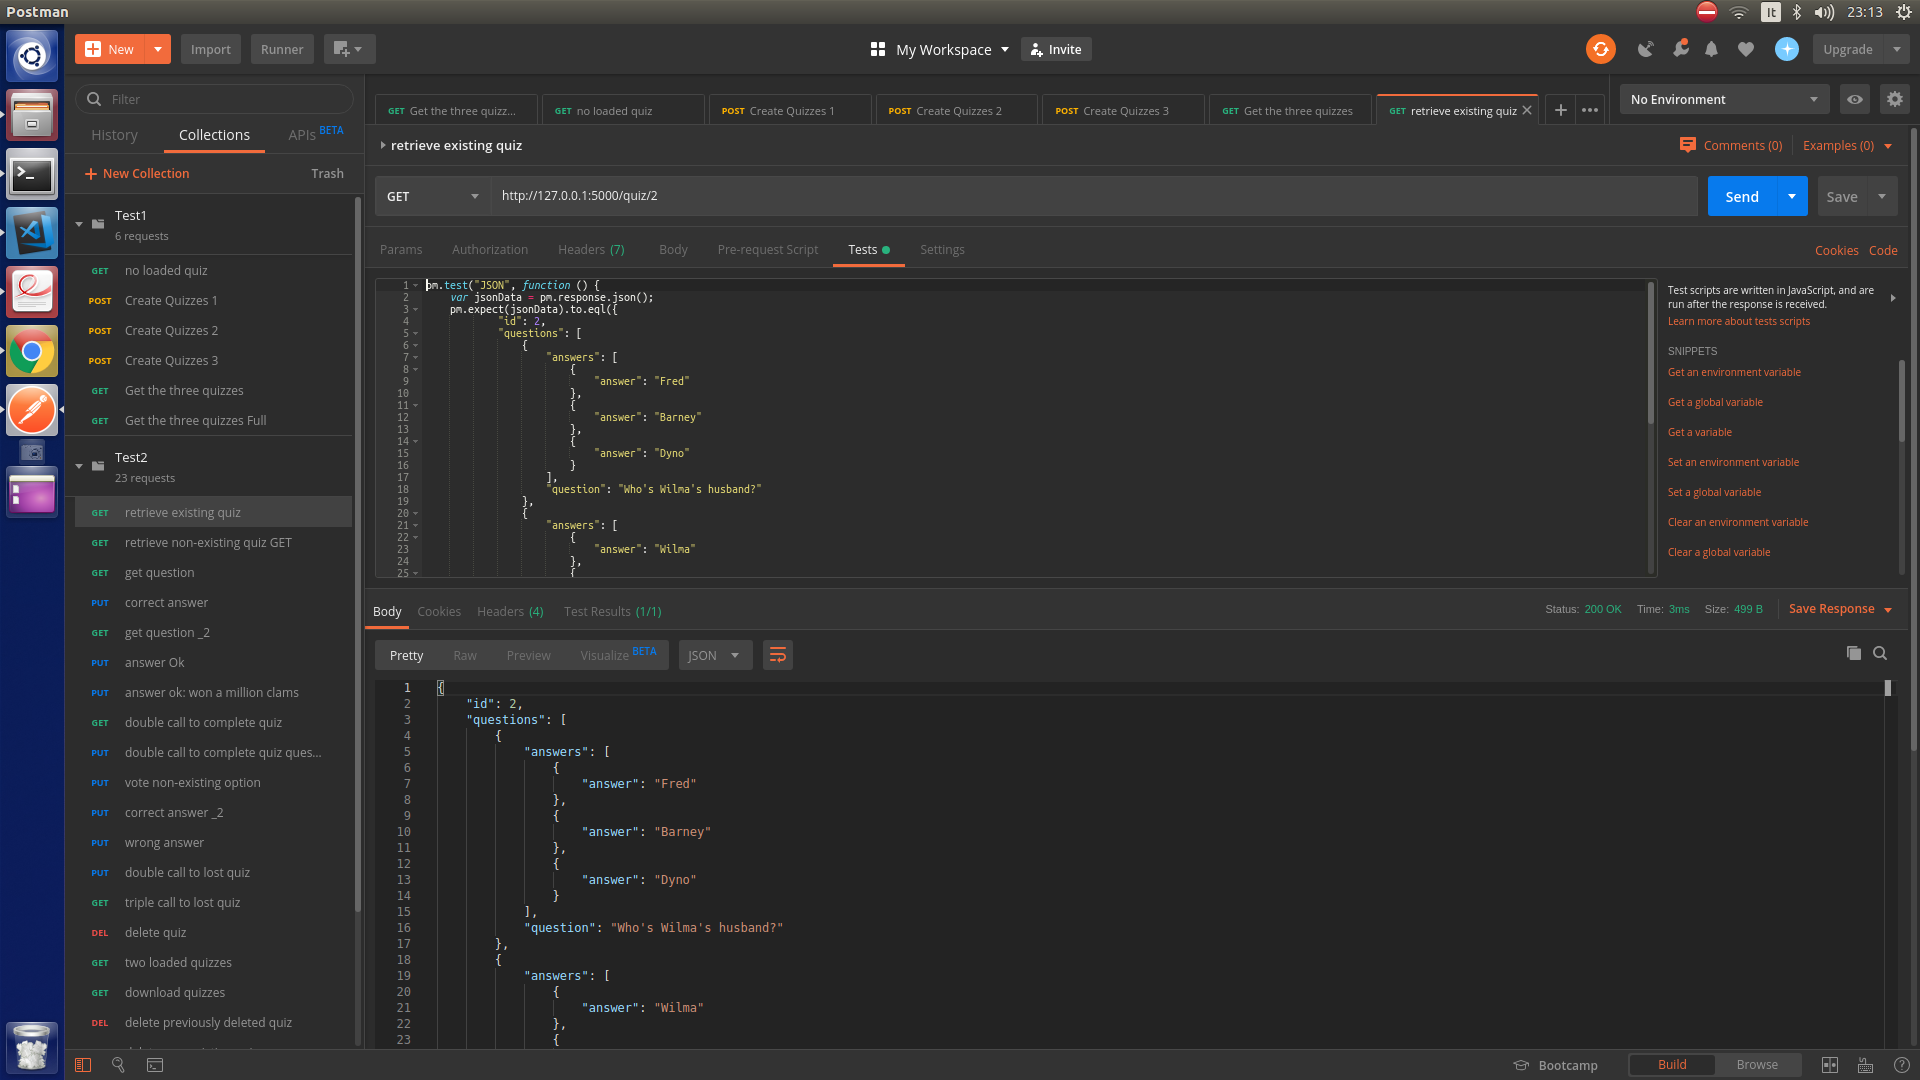 Postman
It
23:13
New
Import
Runner
My Workspace
Invite
Upgrade
Filter
History
Collections
APIs BETA
New Collection
Trash
Test1
6 requests
GET no loaded quiz
POST Create Quizzes 1
POST Create Quizzes 2
POST Create Quizzes 3
GET Get the three quizzes
GET Get the three quizzes Full
Test2
23 requests
GET retrieve existing quiz
GET retrieve non-existing quiz GET
GET get question
PUT correct answer
GET get question _2
PUT answer Ok
PUT answer ok: won a million clams
GET double call to complete quiz
PUT double call to complete quiz ques...
PUT vote non-existing option
PUT correct answer _2
PUT wrong answer
PUT double call to lost quiz
GET triple call to lost quiz
DEL delete quiz
GET two loaded quizzes
GET download quizzes
DEL delete previously deleted quiz
GET Get the three quizz...
GET no loaded quiz
POST Create Quizzes 1
POST Create Quizzes 2
POST Create Quizzes 3
GET Get the three quizzes
GET retrieve existing quiz
No Environment
retrieve existing quiz
Comments (0)
Examples (0)
GET
http://127.0.0.1:5000/quiz/2
Send
Save
Params
Authorization
Headers (7)
Body
Pre-request Script
Tests
Settings
Cookies
Code
1 pm.test("JSON", function () {
2 var jsonData = pm.response.json();
3 pm.expect(jsonData).to.eql({
4 "id": 2,
5 "questions": [
6 {
7 "answers": [
8 {
9 "answer": "Fred"
10 },
11 {
12 "answer": "Barney"
13 },
14 {
15 "answer": "Dyno"
16 }
17 ],
18 "question": "Who's Wilma's husband?"
19 },
20 {
21 "answers": [
22 {
23 "answer": "Wilma"
24 },
25 {
Test scripts are written in JavaScript, and are
run after the response is received.
Learn more about tests scripts
SNIPPETS
Get an environment variable
Get a global variable
Get a variable
Set an environment variable
Set a global variable
Clear an environment variable
Clear a global variable
Body
Cookies
Headers (4)
Test Results (1/1)
Status: 200 OK
Time: 3ms
Size: 499 B
Save Response
Pretty
Raw
Preview
Visualize BETA
JSON
1 {
2 "id": 2,
3 "questions": [
4 {
5 "answers": [
6 {
7 "answer": "Fred"
8 },
9 {
10 "answer": "Barney"
11 },
12 {
13 "answer": "Dyno"
14 }
15 ],
16 "question": "Who's Wilma's husband?"
17 },
18 {
19 "answers": [
20 {
21 "answer": "Wilma"
22 },
23 {
Bootcamp
Build
Browse